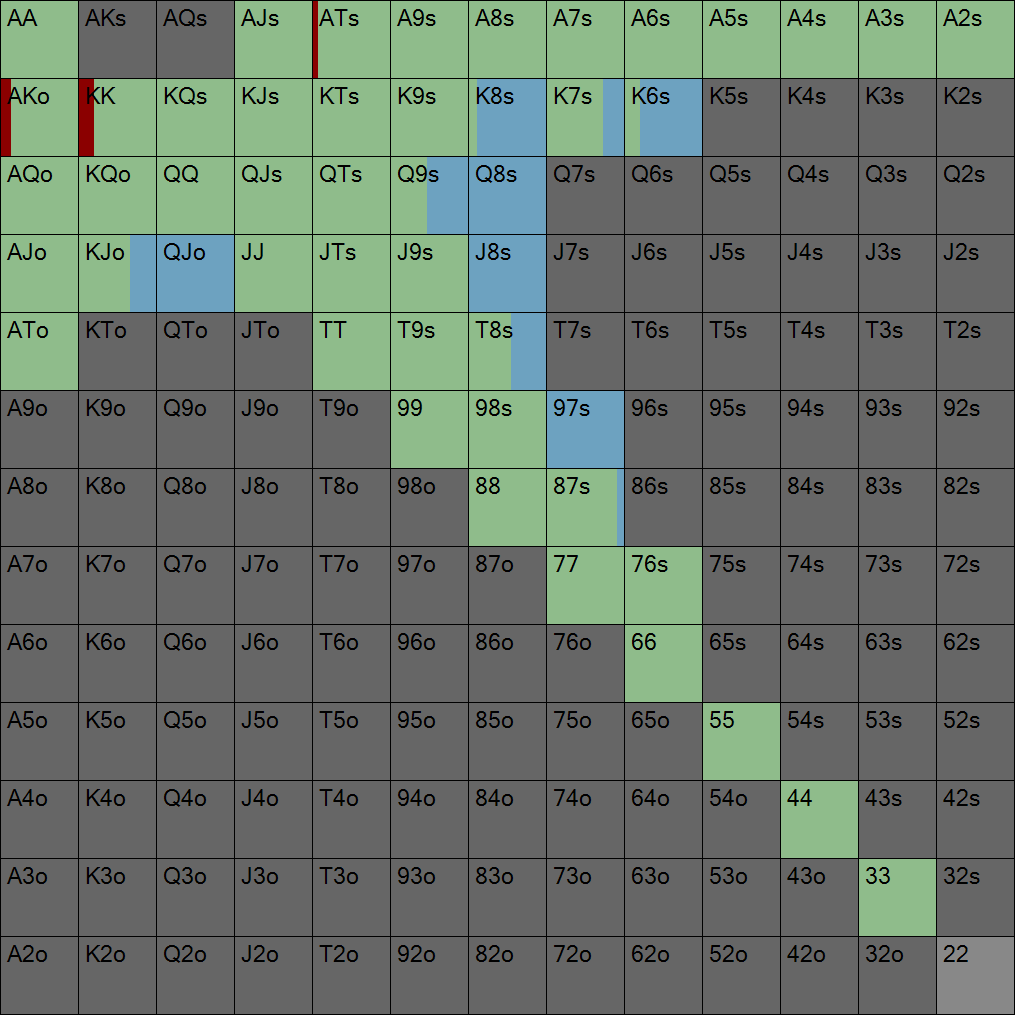 AA AKs AQs AJs ATs A9s A8s A7s A6s A5s A4s A3s A2s
AKo KK KQs KJs KTs K9s K8s K7s K6s K5s K4s K3s K2s
AQo KQo QQ QJs QTs Q9s Q8s Q7s Q6s Q5s Q4s Q3s Q2s
AJo KJo QJo JJ JTs J9s J8s J7s J6s J5s J4s J3s J2s
ATo KTo QTo JTo TT T9s T8s T7s T6s T5s T4s T3s T2s
A9o K9o Q9o J9o T9o 99 98s 97s 96s 95s 94s 93s 92s
A8o K8o Q8o J8o T8o 98o 88 87s 86s 85s 84s 83s 82s
A7o K7o Q7o J7o T7o 97o 87o 77 76s 75s 74s 73s 72s
A6o K6o Q6o J6o T6o 96o 86o 76o 66 65s 64s 63s 62s
A5o K5o Q5o J5o T5o 95o 85o 75o 65o 55 54s 53s 52s
A4o K4o Q4o J4o T4o 94o 84o 74o 64o 54o 44 43s 42s
A3o K3o Q3o J3o T3o 93o 83o 73o 63o 53o 43o 33 32s
A2o K2o Q2o J2o T2o 92o 82o 72o 62o 52o 42o 32o 22